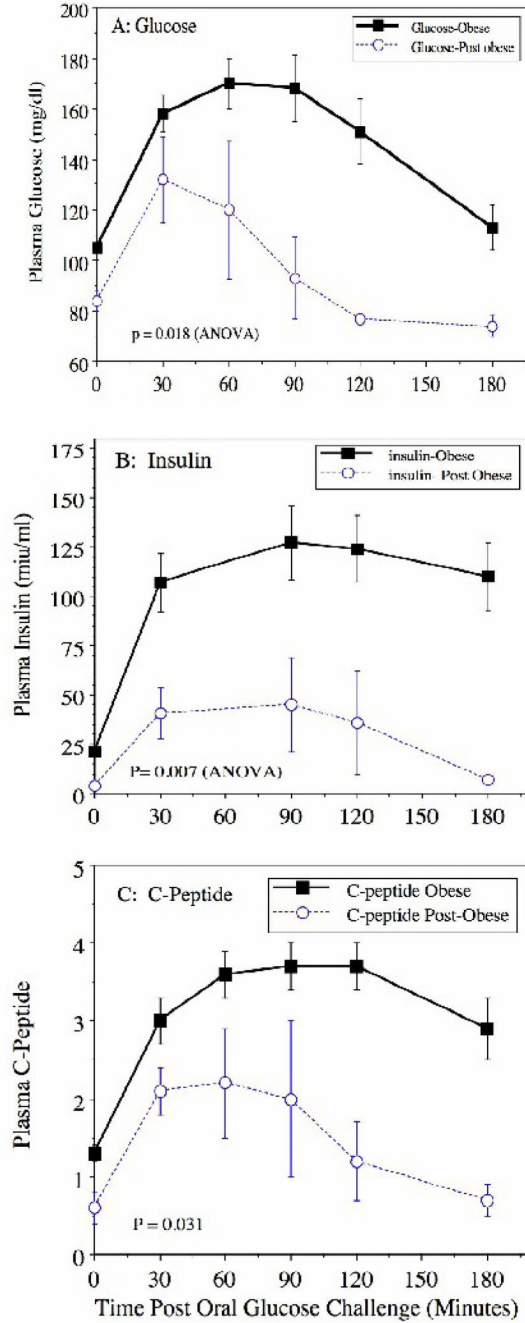 A: Glucose
Glucose-Obese
Glucose-Post obese
Plasma Glucose (mg/dl)
200
180
160
140
120
100
80
60
p = 0.018 (ANOVA)
0 30 60 90 120 150 180
B: Insulin
insulin-Obese
insulin- Post Obese
Plasma Insulin (miu/ml)
175
150
125
100
75
50
25
0
P= 0.007 (ANOVA)
0 30 60 90 120 150 180
C: C-Peptide
C-peptide Obese
C-peptide Post-Obese
Plasma C-Peptide
5
4
3
2
1
0
P = 0.031
0 30 60 90 120 150 180
Time Post Oral Glucose Challenge (Minutes)